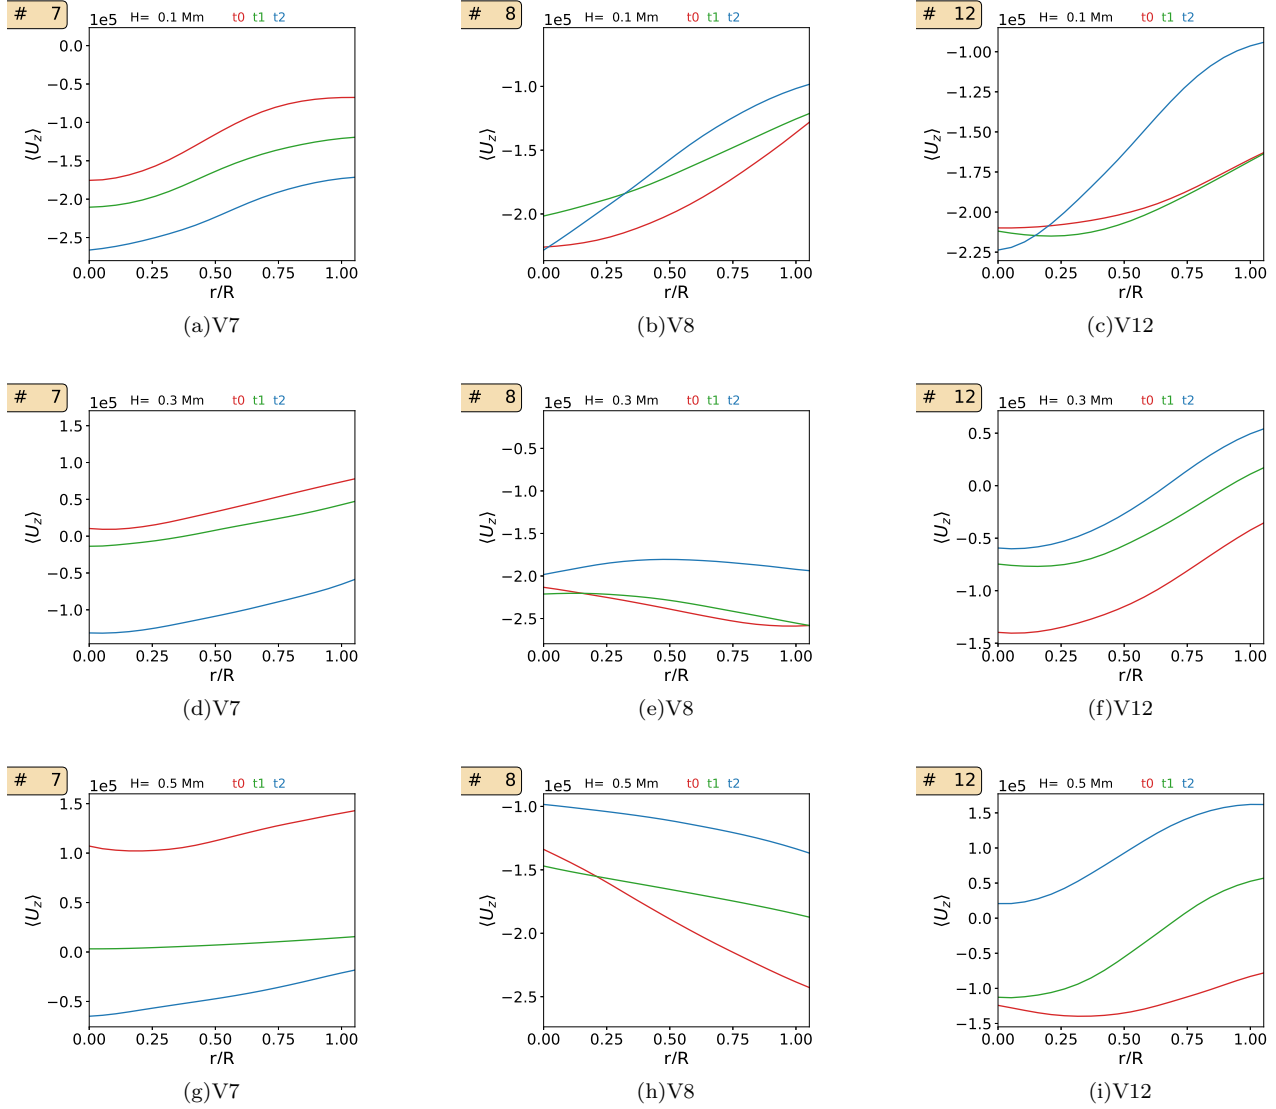 # 7 1e5 H= 0.1 Mm t0 t1 t2
0.0
−0.5
−1.0
−1.5
−2.0
−2.5
⟨U_z⟩
0.00 0.25 0.50 0.75 1.00
r/R
(a)V7
# 8 1e5 H= 0.1 Mm t0 t1 t2
−1.0
−1.5
−2.0
⟨U_z⟩
0.00 0.25 0.50 0.75 1.00
r/R
(b)V8
# 12 1e5 H= 0.1 Mm t0 t1 t2
−1.00
−1.25
−1.50
−1.75
−2.00
−2.25
⟨U_z⟩
0.00 0.25 0.50 0.75 1.00
r/R
(c)V12
# 7 1e5 H= 0.3 Mm t0 t1 t2
1.5
1.0
0.5
0.0
−0.5
−1.0
⟨U_z⟩
0.00 0.25 0.50 0.75 1.00
r/R
(d)V7
# 8 1e5 H= 0.3 Mm t0 t1 t2
−0.5
−1.0
−1.5
−2.0
−2.5
⟨U_z⟩
0.00 0.25 0.50 0.75 1.00
r/R
(e)V8
# 12 1e5 H= 0.3 Mm t0 t1 t2
0.5
0.0
−0.5
−1.0
−1.5
⟨U_z⟩
0.00 0.25 0.50 0.75 1.00
r/R
(f)V12
# 7 1e5 H= 0.5 Mm t0 t1 t2
1.5
1.0
0.5
0.0
−0.5
⟨U_z⟩
0.00 0.25 0.50 0.75 1.00
r/R
(g)V7
# 8 1e5 H= 0.5 Mm t0 t1 t2
−1.0
−1.5
−2.0
−2.5
⟨U_z⟩
0.00 0.25 0.50 0.75 1.00
r/R
(h)V8
# 12 1e5 H= 0.5 Mm t0 t1 t2
1.5
1.0
0.5
0.0
−0.5
−1.0
−1.5
⟨U_z⟩
0.00 0.25 0.50 0.75 1.00
r/R
(i)V12